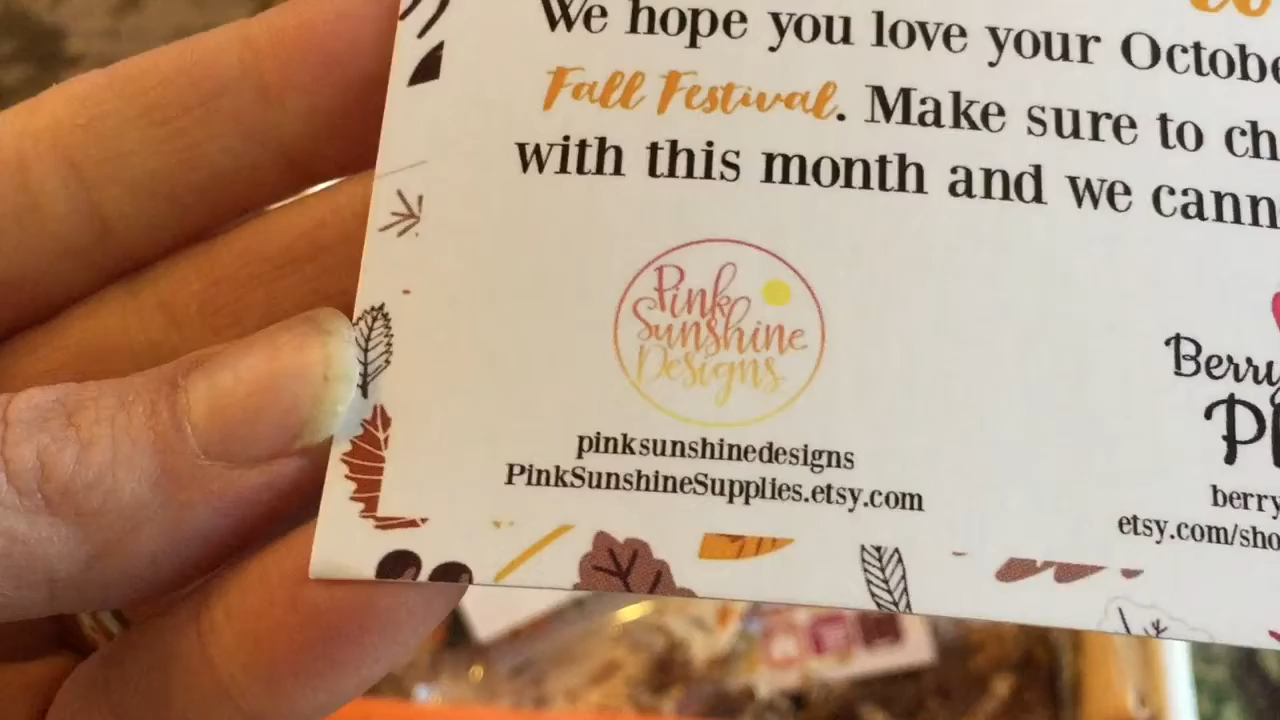 We hope you love your
Fall Festival. Make sure to
with this month and we
Pink
Sunshine
Designs
pinksunshinedesigns
PinkSunshineSupplies.etsy.com